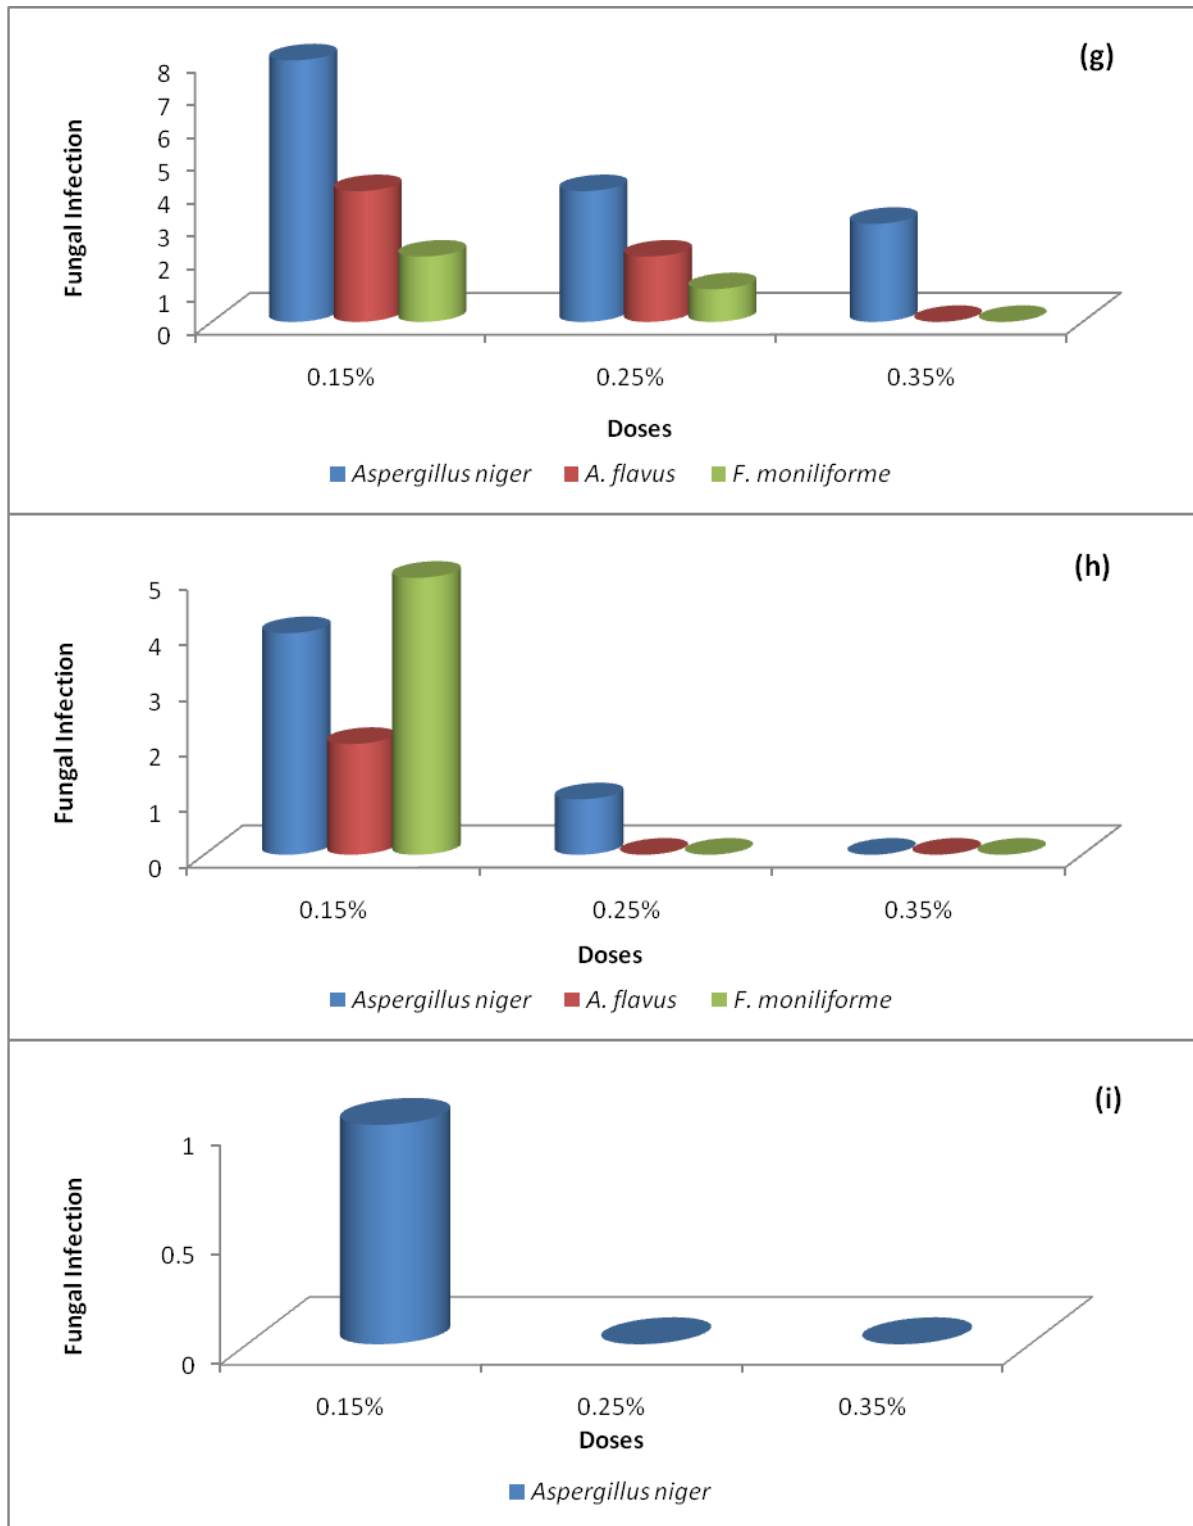 (g)
Fungal Infection
8
7
6
5
4
3
2
1
0
0.15% 0.25% 0.35%
Doses
Aspergillus niger A. flavus F. moniliforme
(h)
Fungal Infection
5
4
3
2
1
0
0.15% 0.25% 0.35%
Doses
Aspergillus niger A. flavus F. moniliforme
(i)
Fungal Infection
1
0.5
0
0.15% 0.25% 0.35%
Doses
Aspergillus niger